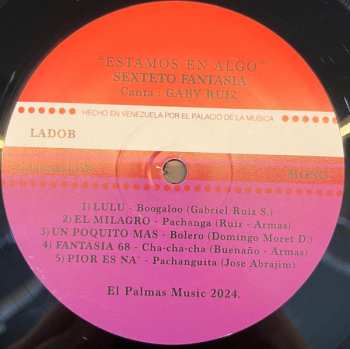 "ESTAMOS EN ALGO"
SEXTETO FANTASIA
Canta : GABY RUIZ
HECHO EN VENEZUELA POR EL PALACIO DE LA MUSICA
LADOB
MONO
1) LULU - Boogaloo (Gabriel Ruiz S.)
2) EL MILAGRO - Pachanga (Ruiz - Armas)
3) UN POQUITO MAS - Bolero (Domingo Moret D.)
4) FANTASIA 68 - Cha-cha-cha (Buenaño - Armas)
5) PIOR ES NA´ - Pachanguita (Jose Abrajim)
El Palmas Music 2024.